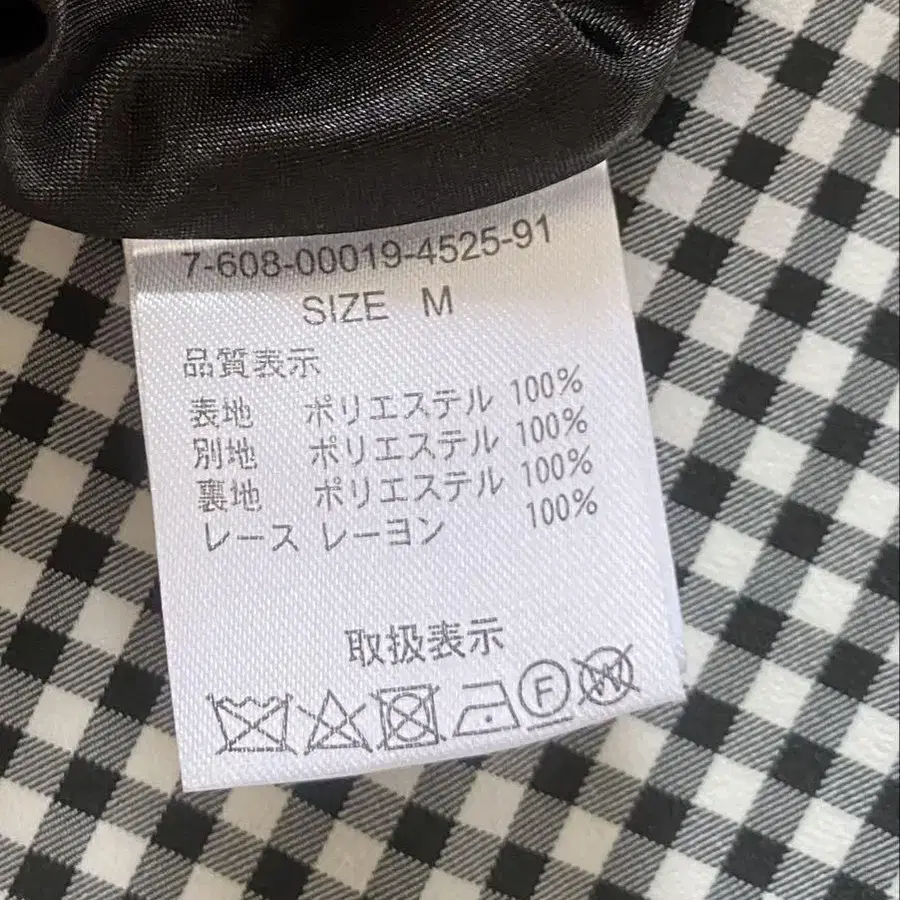 7-608-00019-4525-91
SIZE M
品質表示
表地 ポリエステル 100%
別地 ポリエステル 100%
裏地 ポリエステル 100%
レース レーヨン 100%
取扱表示
F W